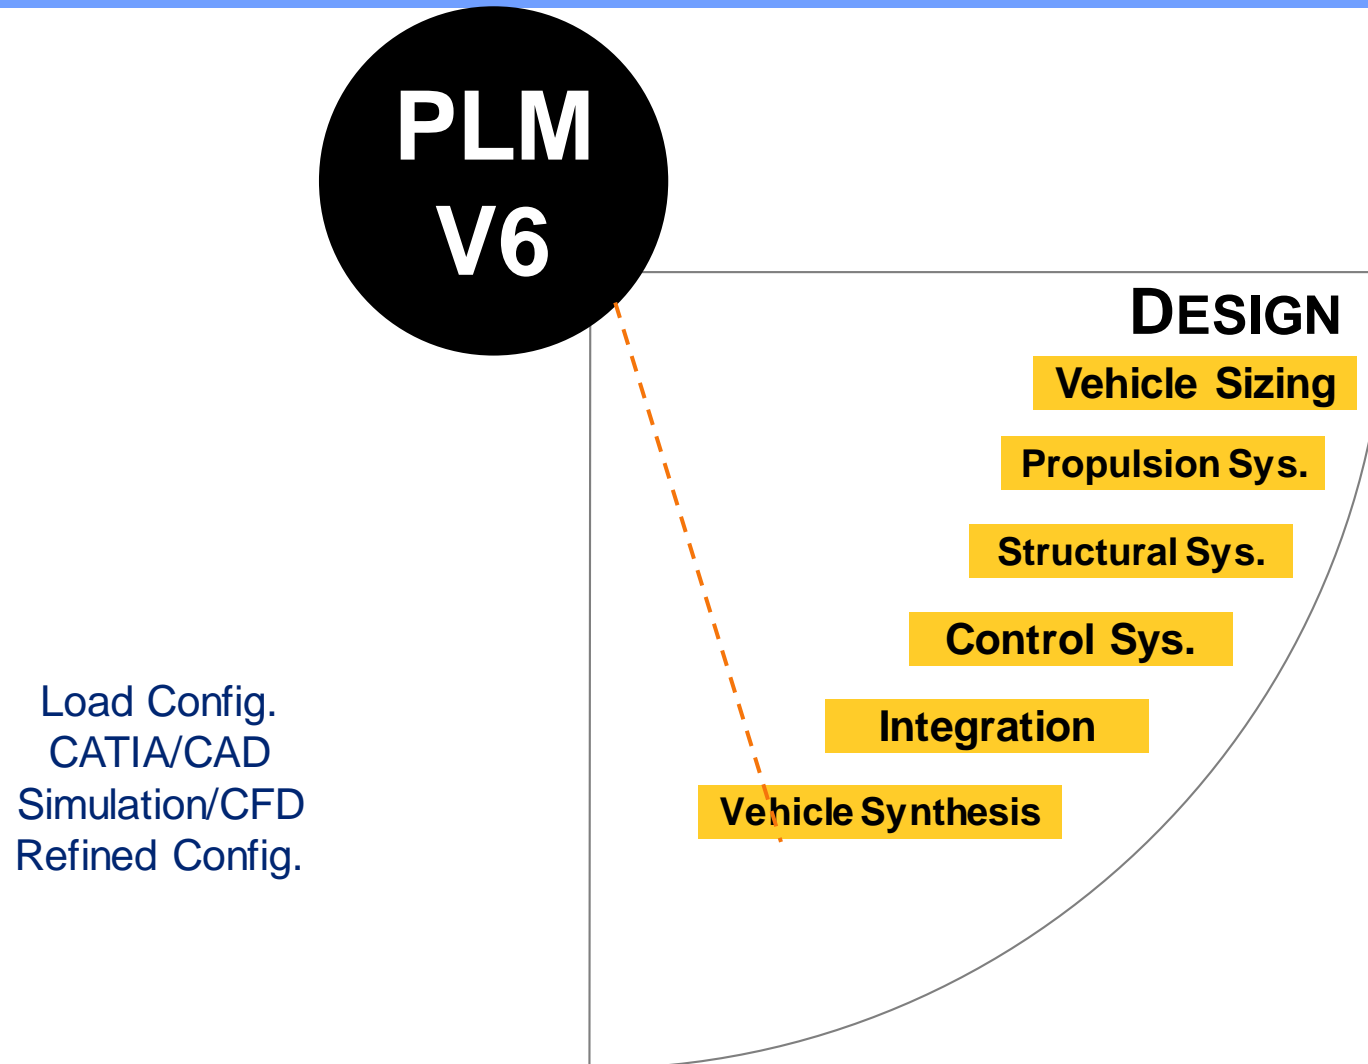 PLM
V6
DESIGN
Vehicle Sizing
Propulsion Sys.
Structural Sys.
Control Sys.
Integration
Vehicle Synthesis
Load Config.
CATIA/CAD
Simulation/CFD
Refined Config.